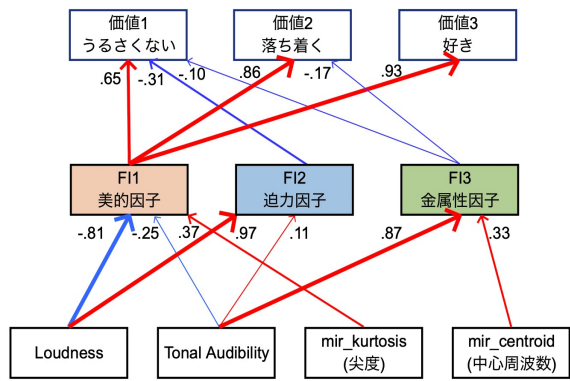 価値1
うるさくない
価値2
落ち着く
価値3
好き
.65
-.31
-.10
.86
-.17
.93
FI1
美的因子
FI2
迫力因子
FI3
金属性因子
-.81
-.25
.37
.97
.11
.87
.33
Loudness
Tonal Audibility
mir_kurtosis
(尖度)
mir_centroid
(中心周波数)